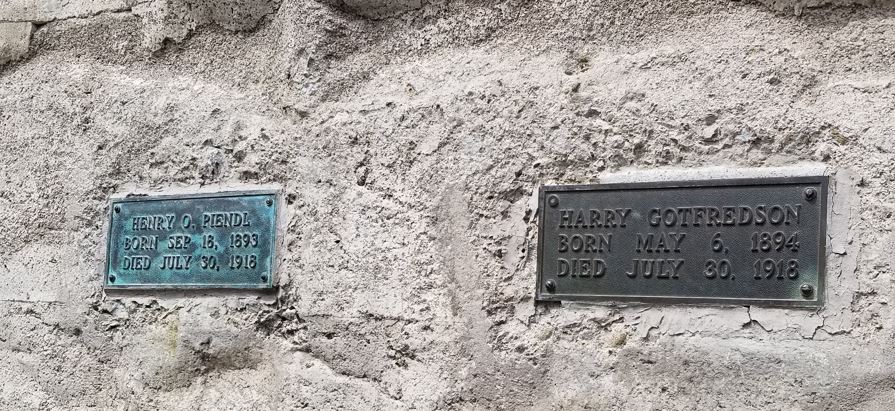 HENRY O. RIENDL
BORN SEP 18, 1893
DIED JULY 30, 1918
HARRY GOTFREDSON
BORN MAY 6, 1894
DIED JULY 30. 1918